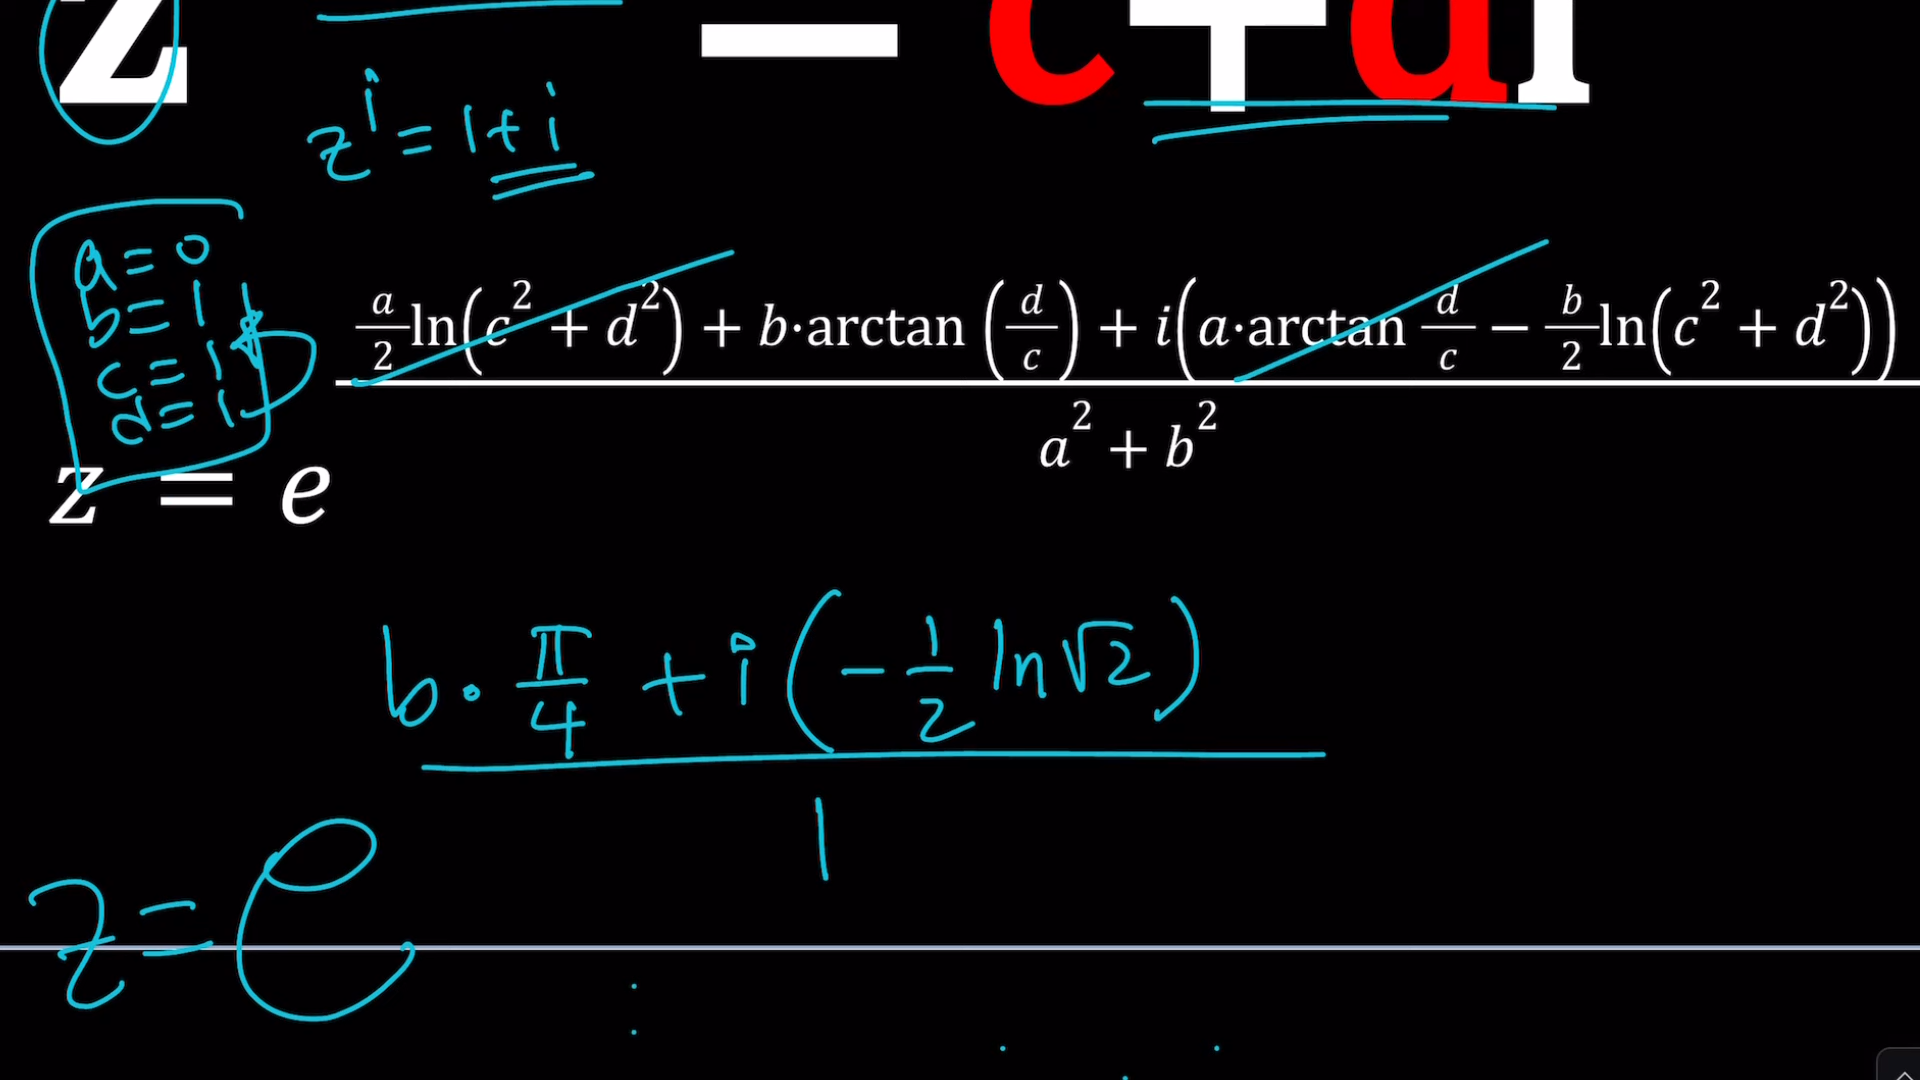 z = c+di
zⁱ = 1+i
a = 0
b = 1
c = 1
d = 1
z = e^((a/2 ln(c² + d²) + b·arctan(d/c) + i(a·arctan d/c − b/2 ln(c² + d²)))/(a² + b²))
z = e
b · π/4 + i(−1/2 ln√2)
1